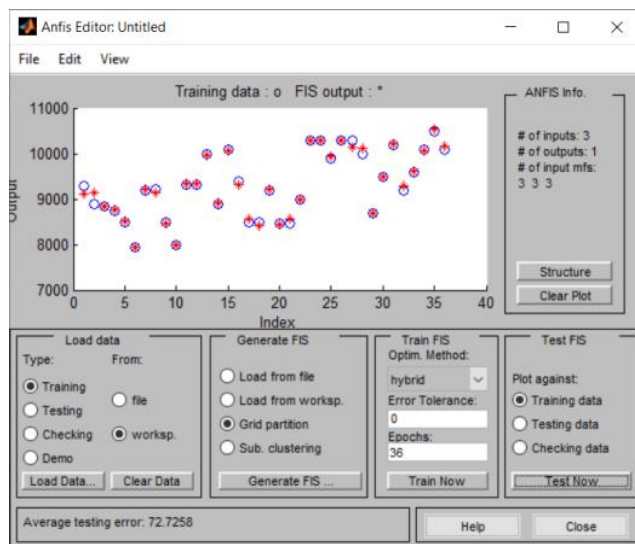 Anfis Editor: Untitled
File Edit View
Training data : o FIS output : *
11000
10000
9000
8000
7000
Output
0 5 10 15 20 25 30 35 40
Index
ANFIS Info.
# of inputs: 3
# of outputs: 1
# of input mfs:
3 3 3
Structure
Clear Plot
Load data
Type: From:
Training
Testing
Checking
Demo
file
worksp.
Load Data... Clear Data
Generate FIS
Load from file
Load from worksp.
Grid partition
Sub. clustering
Generate FIS ...
Train FIS
Optim. Method:
hybrid
Error Tolerance:
0
Epochs:
36
Train Now
Test FIS
Plot against:
Training data
Testing data
Checking data
Test Now
Average testing error: 72.7258
Help Close